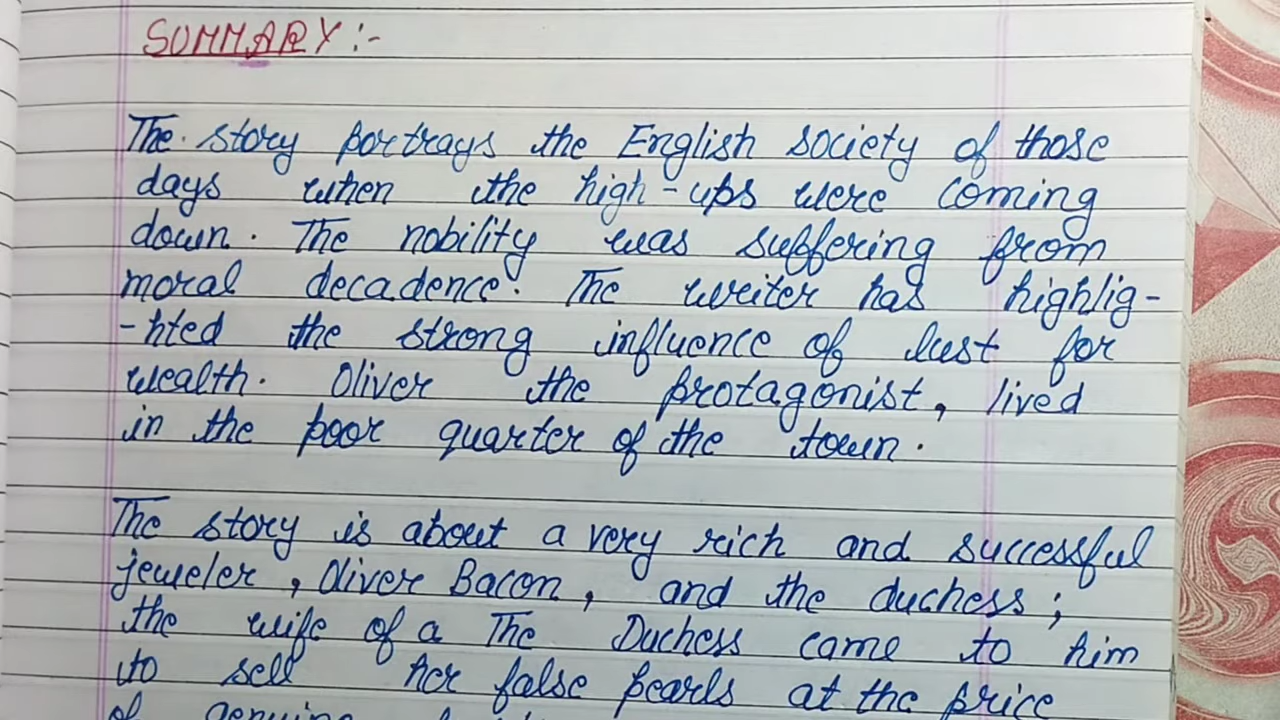 SUMMARY :-
The story portrays the English society of those
days when the high-ups were coming
down. The nobility was suffering from
moral decadence. The writer has highlig-
-hted the strong influence of lust for
wealth. Oliver the protagonist, lived
in the poor quarter of the town.
The story is about a very rich and successful
jeweler, Oliver Bacon, and the duchess;
the wife of a The Duchess came to him
to sell her false pearls at the price
of genuine